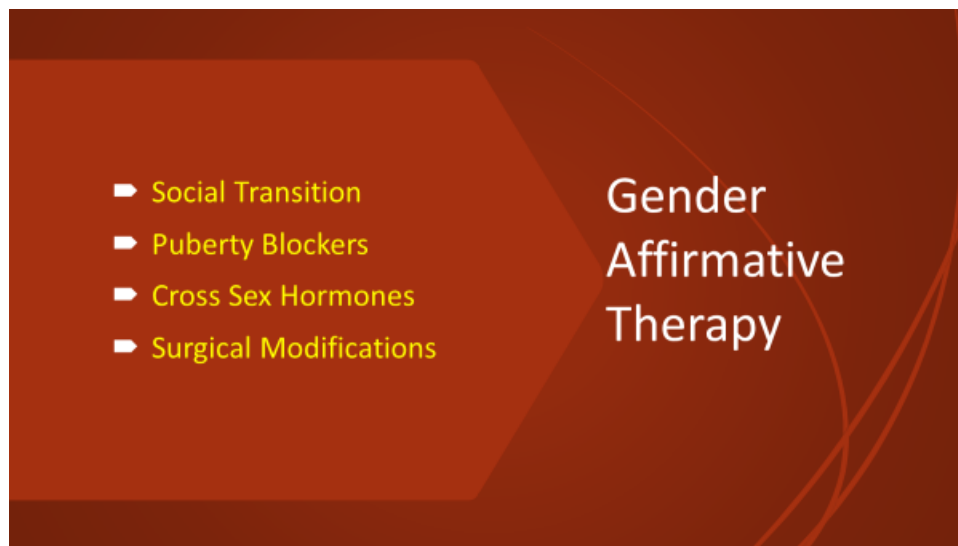 Social Transition
Puberty Blockers
Cross Sex Hormones
Surgical Modifications
Gender
Affirmative
Therapy